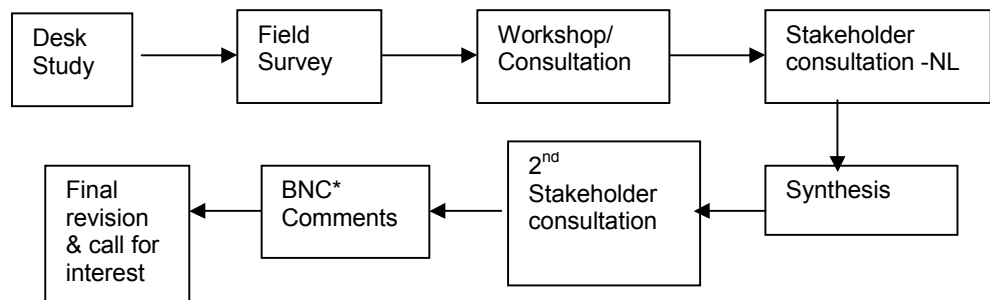 Desk
Study
Field
Survey
Workshop/
Consultation
Stakeholder
consultation -NL
Synthesis
2nd
Stakeholder
consultation
BNC*
Comments
Final
revision
& call for
interest